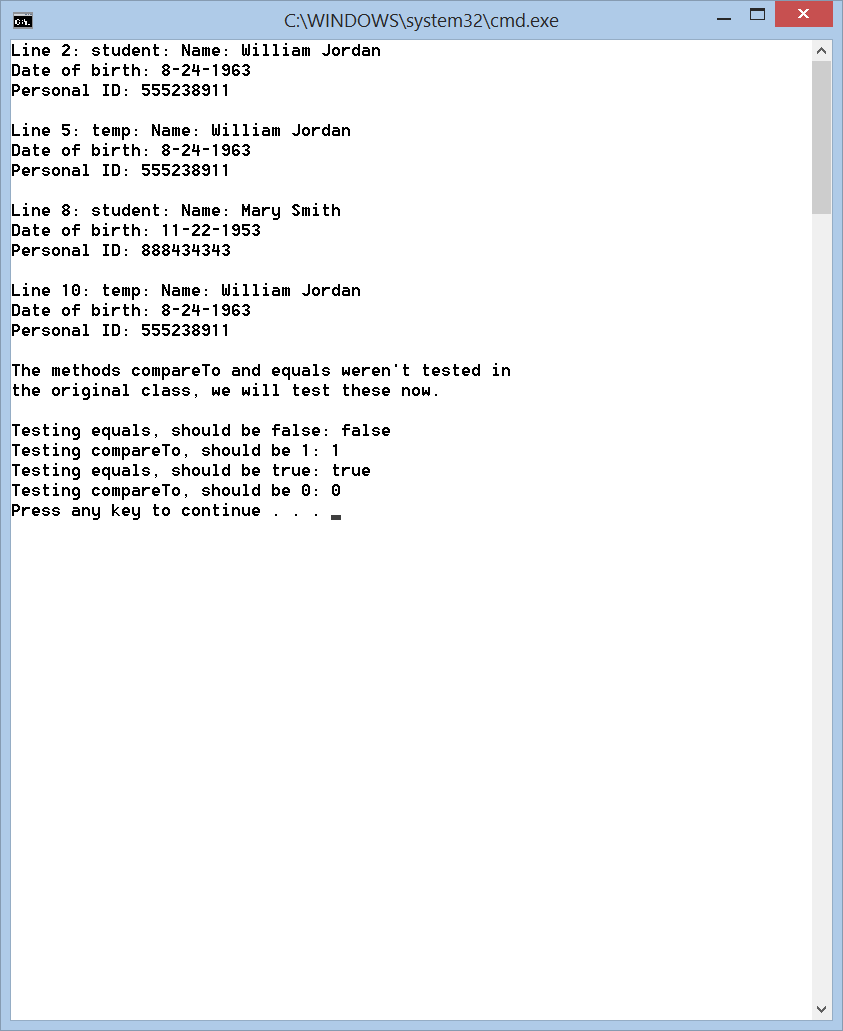 C:\WINDOWS\system32\cmd.exe
Line 2: student: Name: William Jordan
Date of birth: 8-24-1963
Personal ID: 555238911
Line 5: temp: Name: William Jordan
Date of birth: 8-24-1963
Personal ID: 555238911
Line 8: student: Name: Mary Smith
Date of birth: 11-22-1953
Personal ID: 888434343
Line 10: temp: Name: William Jordan
Date of birth: 8-24-1963
Personal ID: 555238911
The methods compareTo and equals weren't tested in
the original class, we will test these now.
Testing equals, should be false: false
Testing compareTo, should be 1: 1
Testing equals, should be true: true
Testing compareTo, should be 0: 0
Press any key to continue . . .